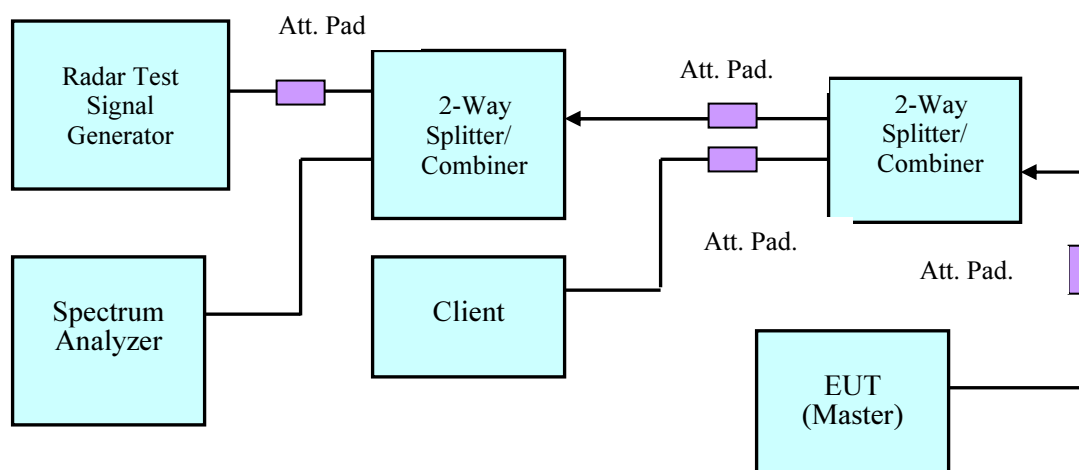 Att. Pad
Radar Test
Signal
Generator
2-Way
Splitter/
Combiner
Att. Pad.
2-Way
Splitter/
Combiner
Att. Pad.
Att. Pad.
Spectrum
Analyzer
Client
EUT
(Master)